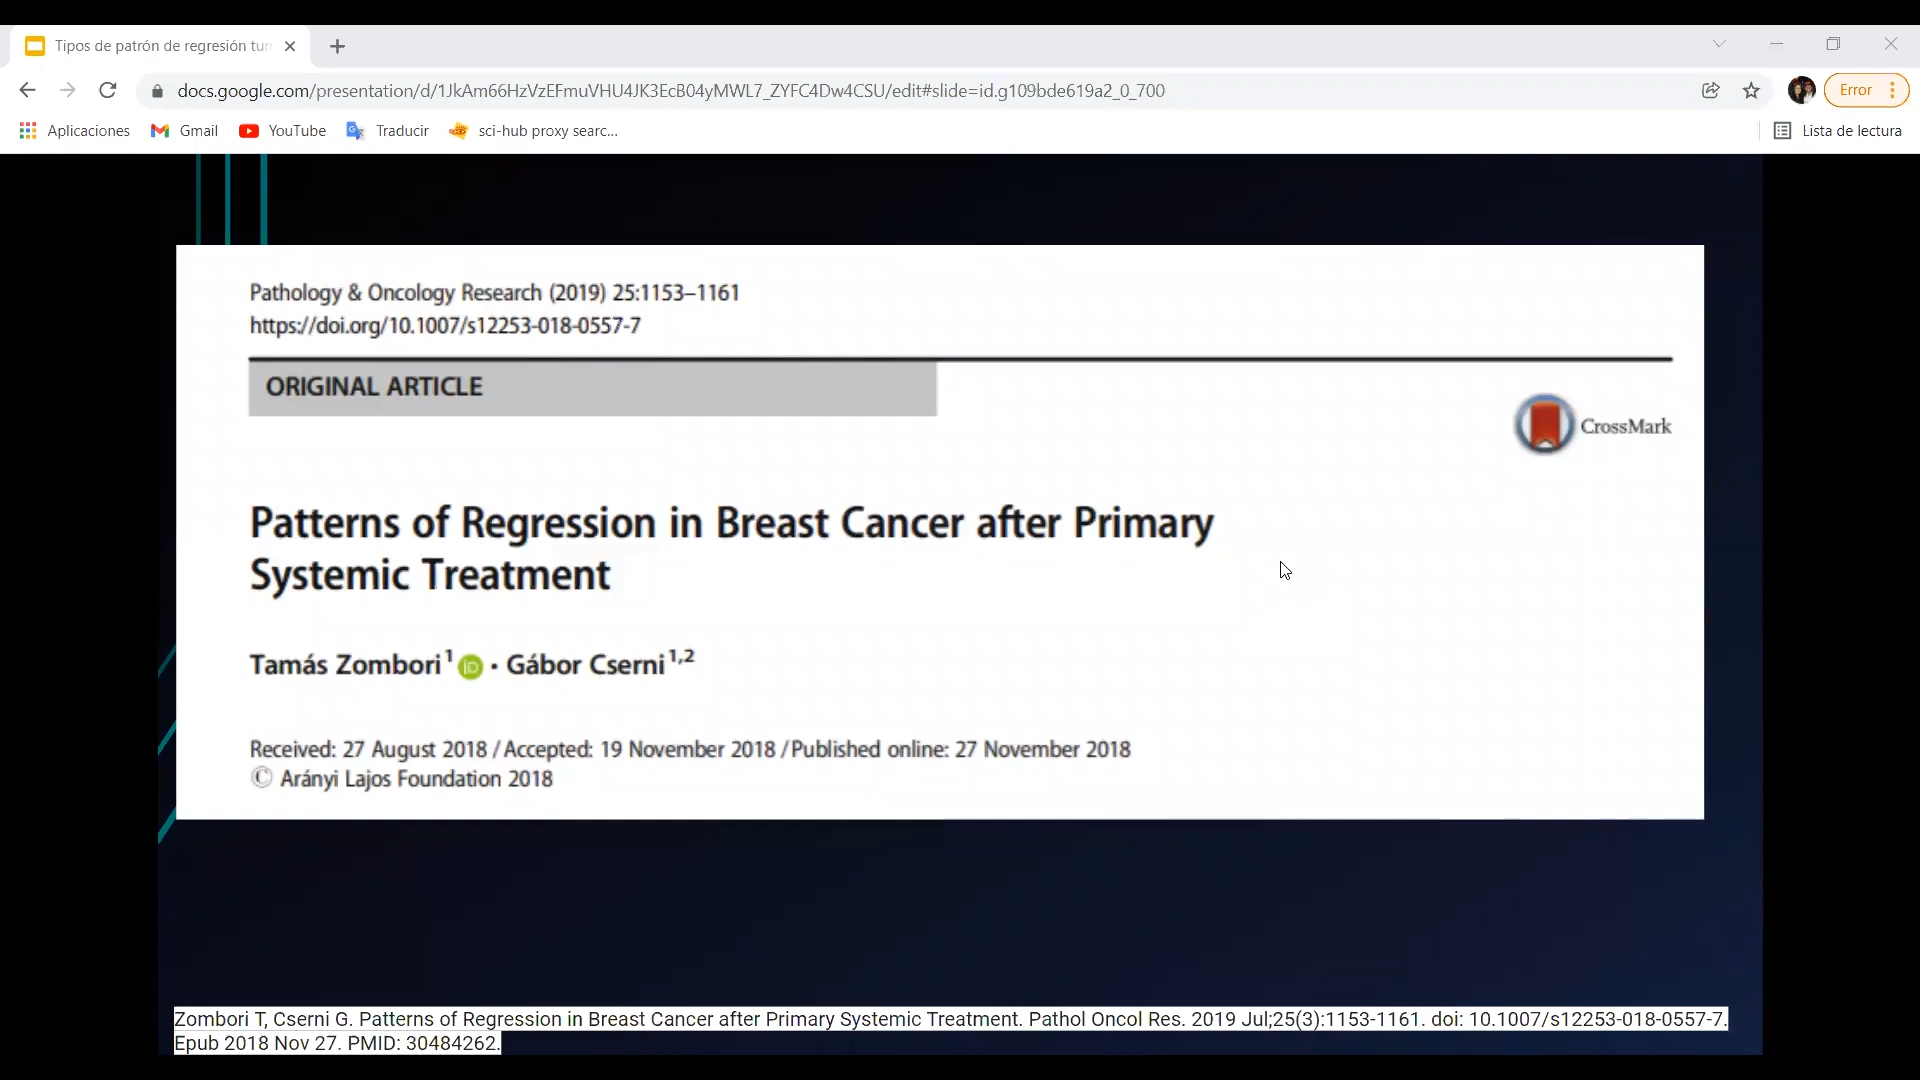 Tipos de patrón de regresión tum
docs.google.com/presentation/d/1JkAm66HzVzEFmuVHU4JK3EcB04yMWL7_ZYFC4Dw4CSU/edit#slide=id.g109bde619a2_0_700
Error
Aplicaciones
Gmail
YouTube
Traducir
sci-hub proxy searc...
Lista de lectura
Pathology & Oncology Research (2019) 25:1153–1161
https://doi.org/10.1007/s12253-018-0557-7
ORIGINAL ARTICLE
CrossMark
Patterns of Regression in Breast Cancer after Primary
Systemic Treatment
Tamás Zombori 1 iD · Gábor Cserni 1,2
Received: 27 August 2018 / Accepted: 19 November 2018 / Published online: 27 November 2018
© Arányi Lajos Foundation 2018
Zombori T, Cserni G. Patterns of Regression in Breast Cancer after Primary Systemic Treatment. Pathol Oncol Res. 2019 Jul;25(3):1153-1161. doi: 10.1007/s12253-018-0557-7.
Epub 2018 Nov 27. PMID: 30484262.